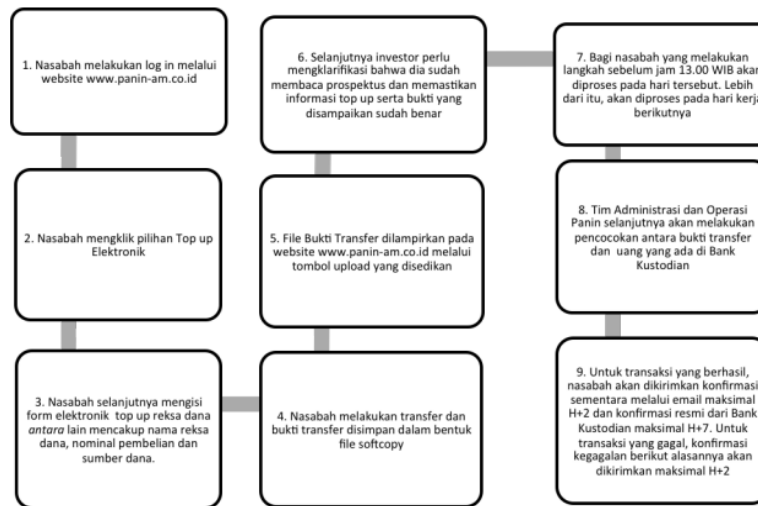 1. Nasabah melakukan log in melalui
website www.panin-am.co.id
2. Nasabah mengklik pilihan Top up
Elektronik
3. Nasabah selanjutnya mengisi
form elektronik top up reksa dana
antara lain mencakup nama reksa
dana, nominal pembelian dan
sumber dana.
4. Nasabah melakukan transfer dan
bukti transfer disimpan dalam bentuk
file softcopy
5. File Bukti Transfer dilampirkan pada
website www.panin-am.co.id melalui
tombol upload yang disedikan
6. Selanjutnya investor perlu
mengklarifikasi bahwa dia sudah
membaca prospektus dan memastikan
informasi top up serta bukti yang
disampaikan sudah benar
7. Bagi nasabah yang melakukan
langkah sebelum jam 13.00 WIB akan
diproses pada hari tersebut. Lebih
dari itu, akan diproses pada hari kerja
berikutnya
8. Tim Administrasi dan Operasi
Panin selanjutnya akan melakukan
pencocokan antara bukti transfer
dan uang yang ada di Bank
Kustodian
9. Untuk transaksi yang berhasil,
nasabah akan dikirimkan konfirmasi
sementara melalui email maksimal
H+2 dan konfirmasi resmi dari Bank
Kustodian maksimal H+7. Untuk
transaksi yang gagal, konfirmasi
kegagalan berikut alasannya akan
dikirimkan maksimal H+2